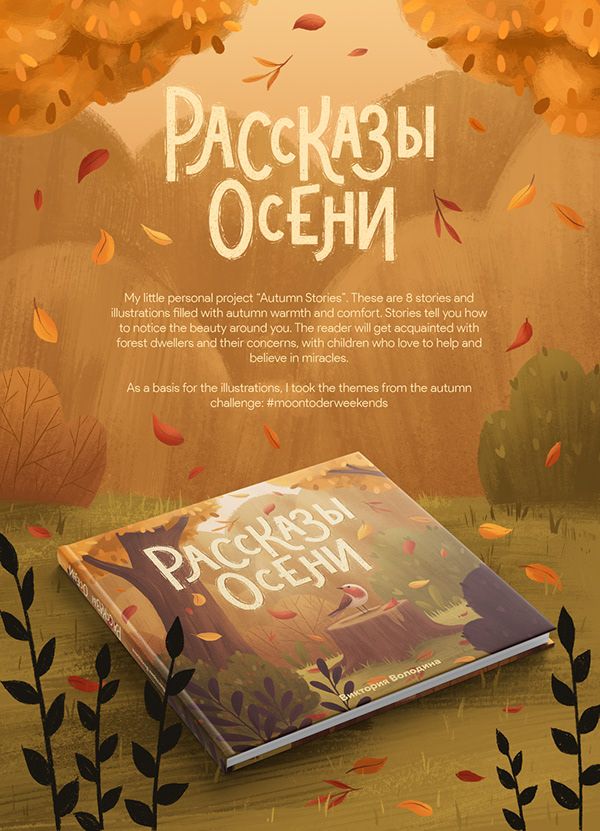 РАССКАЗЫ
ОСЕНИ
My little personal project “Autumn Stories”. These are 8 stories and
illustrations filled with autumn warmth and comfort. Stories tell you how
to notice the beauty around you. The reader will get acquainted with
forest dwellers and their concerns, with children who love to help and
believe in miracles.
As a basis for the illustrations, I took the themes from the autumn
challenge: #moontoderweekends
РАССКАЗЫ
ОСЕНИ
Виктория Володина